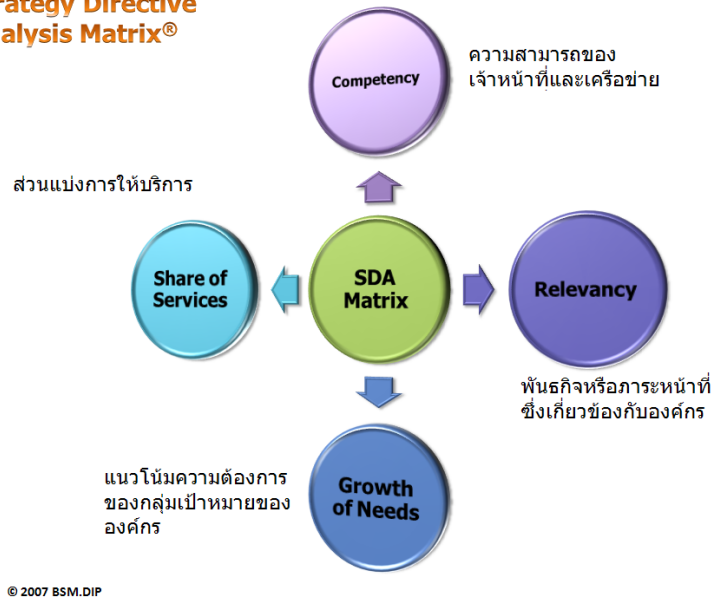 rategy Directive
alysis Matrix®
Competency
ความสามารถของ
เจ้าหน้าที่และเครือข่าย
ส่วนแบ่งการให้บริการ
Share of
Services
SDA
Matrix
Relevancy
พันธกิจหรือภาระหน้าที่
ซึ่งเกี่ยวข้องกับองค์กร
Growth
of Needs
แนวโน้มความต้องการ
ของกลุ่มเป้าหมายของ
องค์กร
© 2007 BSM.DIP